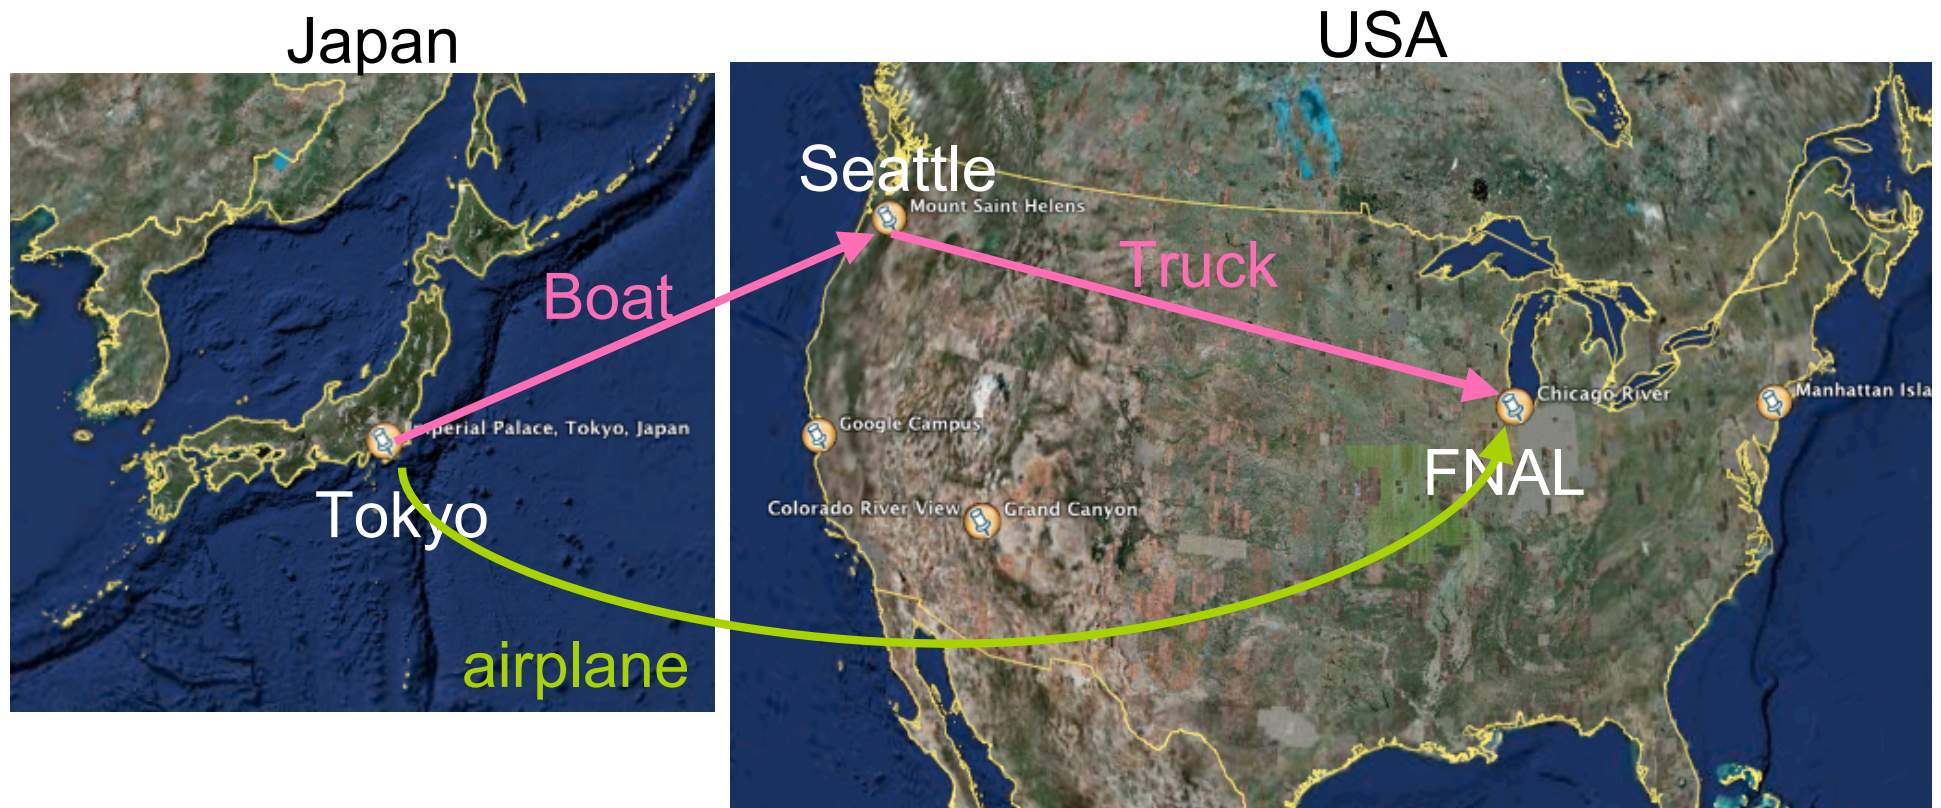 Japan
USA
Seattle
Mount Saint Helens
Truck
Boat
Chicago River
Manhattan Isla
Google Campus
Imperial Palace, Tokyo, Japan
FNAL
Tokyo
Colorado River View
Grand Canyon
airplane